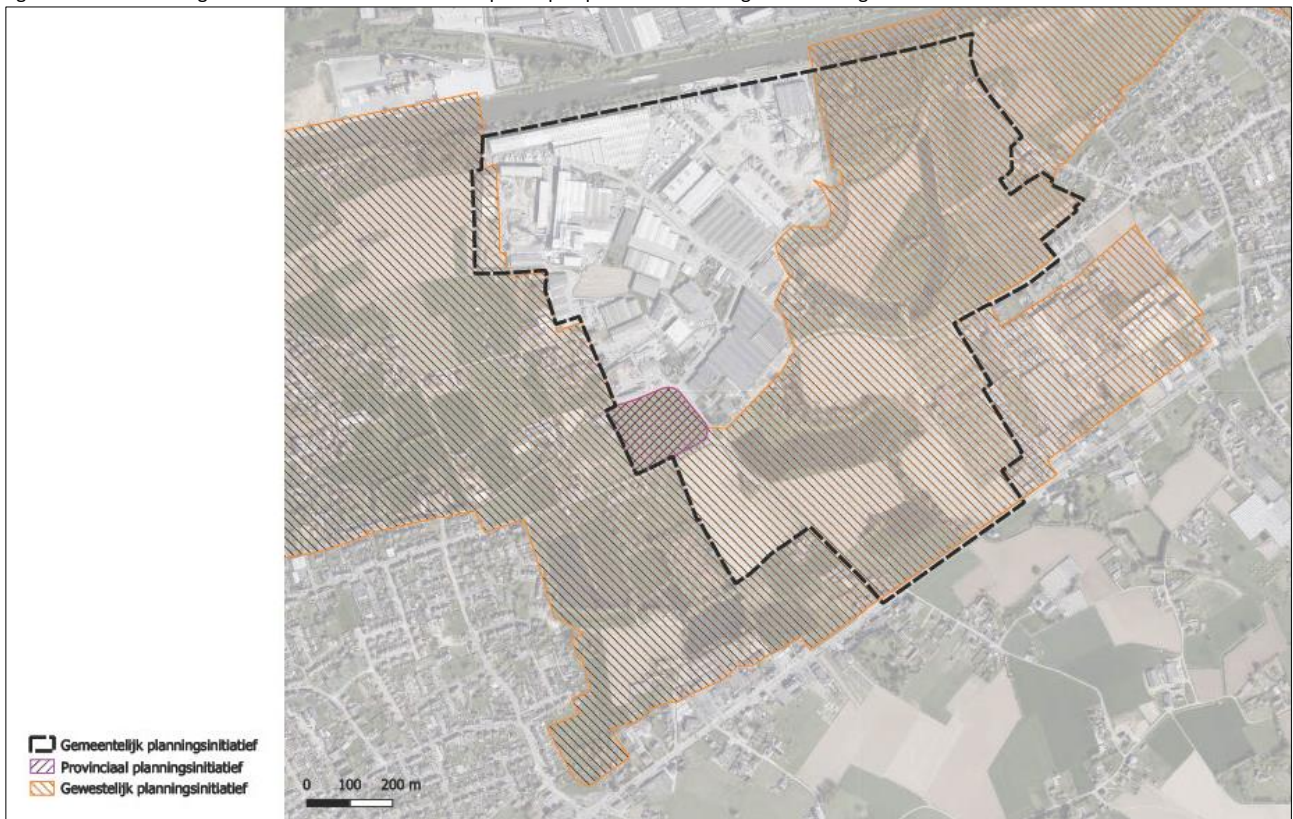 Gemeentelijk planningsinitiatief
Provinciaal planningsinitiatief
Gewestelijk planningsinitiatief
0 100 200 m